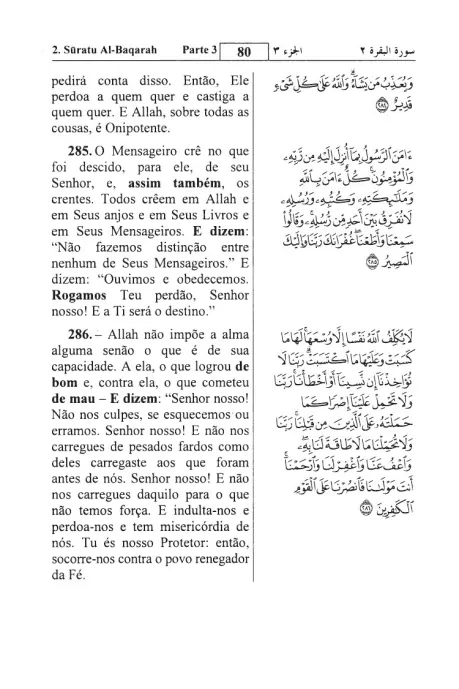 2. Sūratu Al-Baqarah Parte 3 80 الجزء ٣ سورة البقرة ٢
pedirá conta disso. Então, Ele
perdoa a quem quer e castiga a
quem quer. E Allah, sobre todas as
cousas, é Onipotente.
285. O Mensageiro crê no que
foi descido, para ele, de seu
Senhor, e, assim também, os
crentes. Todos crêem em Allah e
em Seus anjos e em Seus Livros e
em Seus Mensageiros. E dizem:
“Não fazemos distinção entre
nenhum de Seus Mensageiros.” E
dizem: “Ouvimos e obedecemos.
Rogamos Teu perdão, Senhor
nosso! E a Ti será o destino.”
286. – Allah não impõe a alma
alguma senão o que é de sua
capacidade. A ela, o que logrou de
bom e, contra ela, o que cometeu
de mau – E dizem: “Senhor nosso!
Não nos culpes, se esquecemos ou
erramos. Senhor nosso! E não nos
carregues de pesados fardos como
deles carregaste aos que foram
antes de nós. Senhor nosso! E não
nos carregues daquilo para o que
não temos força. E indulta-nos e
perdoa-nos e tem misericórdia de
nós. Tu és nosso Protetor: então,
socorre-nos contra o povo renegador
da Fé.
وَيُعَذِّبُ مَن يَشَآءُ وَٱللَّهُ عَلَىٰ كُلِّ شَىْءٍ
قَدِيرٌ ٢٨٤
ءَامَنَ ٱلرَّسُولُ بِمَآ أُنزِلَ إِلَيْهِ مِن رَّبِّهِۦ
وَٱلْمُؤْمِنُونَ كُلٌّ ءَامَنَ بِٱللَّهِ
وَمَلَـٰٓئِكَتِهِۦ وَكُتُبِهِۦ وَرُسُلِهِۦ
لَا نُفَرِّقُ بَيْنَ أَحَدٍ مِّن رُّسُلِهِۦ وَقَالُوا۟
سَمِعْنَا وَأَطَعْنَا غُفْرَانَكَ رَبَّنَا وَإِلَيْكَ
ٱلْمَصِيرُ ٢٨٥
لَا يُكَلِّفُ ٱللَّهُ نَفْسًا إِلَّا وُسْعَهَا لَهَا مَا
كَسَبَتْ وَعَلَيْهَا مَا ٱكْتَسَبَتْ رَبَّنَا لَا
تُؤَاخِذْنَآ إِن نَّسِينَآ أَوْ أَخْطَأْنَا رَبَّنَا
وَلَا تَحْمِلْ عَلَيْنَآ إِصْرًا كَمَا
حَمَلْتَهُۥ عَلَى ٱلَّذِينَ مِن قَبْلِنَا رَبَّنَا
وَلَا تُحَمِّلْنَا مَا لَا طَاقَةَ لَنَا بِهِۦ
وَٱعْفُ عَنَّا وَٱغْفِرْ لَنَا وَٱرْحَمْنَآ
أَنتَ مَوْلَىٰنَا فَٱنصُرْنَا عَلَى ٱلْقَوْمِ
ٱلْكَـٰفِرِينَ ٢٨٦